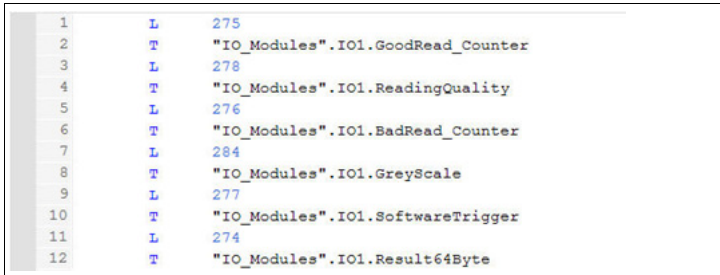 1 L 275
2 T "IO_Modules".IO1.GoodRead_Counter
3 L 278
4 T "IO_Modules".IO1.ReadingQuality
5 L 276
6 T "IO_Modules".IO1.BadRead_Counter
7 L 284
8 T "IO_Modules".IO1.GreyScale
9 L 277
10 T "IO_Modules".IO1.SoftwareTrigger
11 L 274
12 T "IO_Modules".IO1.Result64Byte